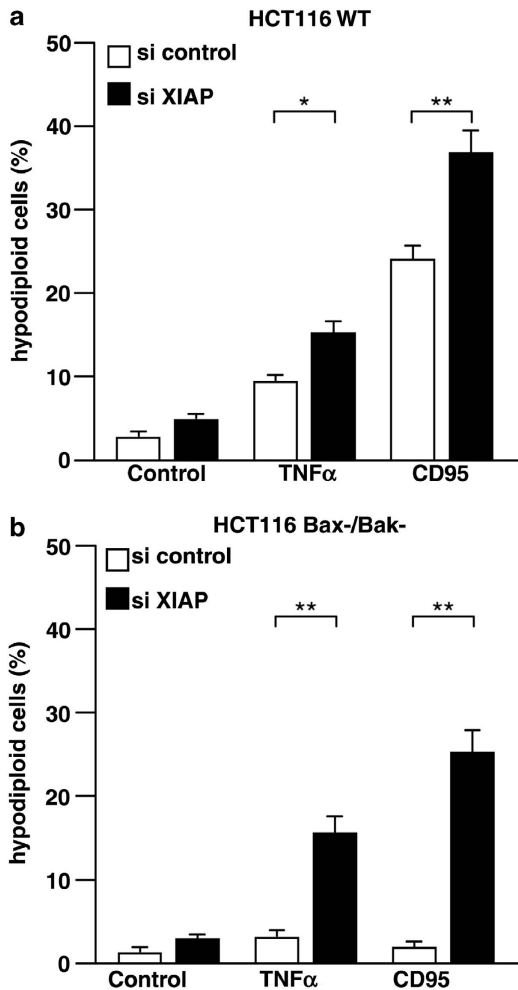 a
HCT116 WT
hypodiploid cells (%)
50
40
30
20
10
0
si control
si XIAP
*
**
Control TNFα CD95
b
HCT116 Bax-/Bak-
hypodiploid cells (%)
50
40
30
20
10
0
si control
si XIAP
**
**
Control TNFα CD95